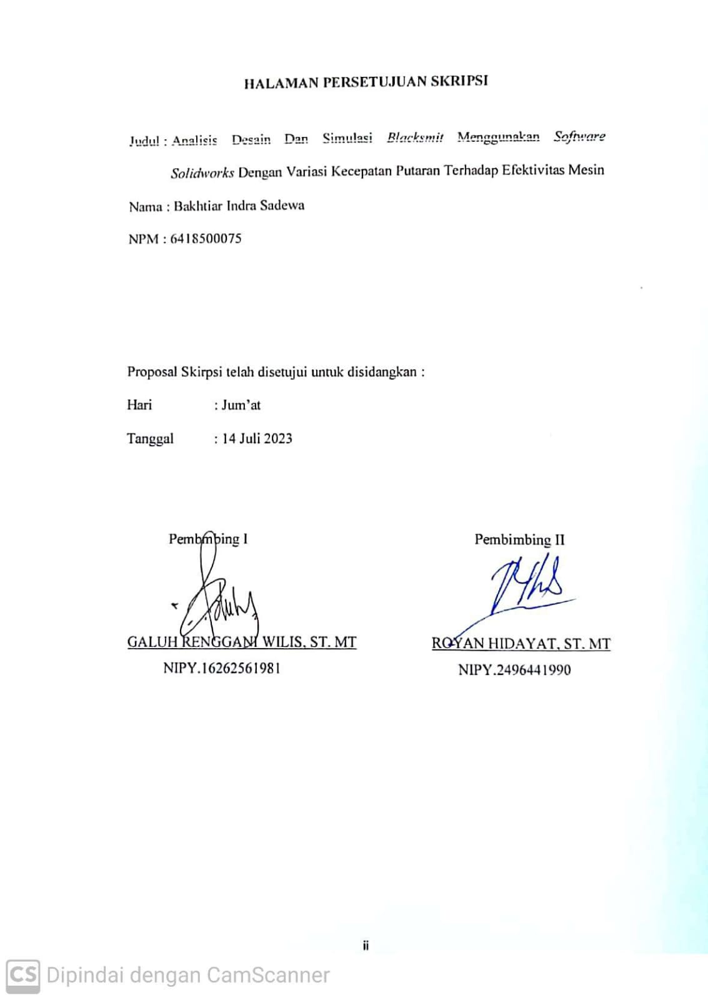 HALAMAN PERSETUJUAN SKRIPSI
Judul : Analisis Desain Dan Simulasi Blacksmit Menggunakan Software
Solidworks Dengan Variasi Kecepatan Putaran Terhadap Efektivitas Mesin
Nama : Bakhtiar Indra Sadewa
NPM : 6418500075
Proposal Skirpsi telah disetujui untuk disidangkan :
Hari : Jum'at
Tanggal : 14 Juli 2023
Pembmbing I Pembimbing II
GALUH RENGGANI WILIS, ST. MT ROYAN HIDAYAT, ST. MT
NIPY.16262561981 NIPY.2496441990
ii
CS Dipindai dengan CamScanner